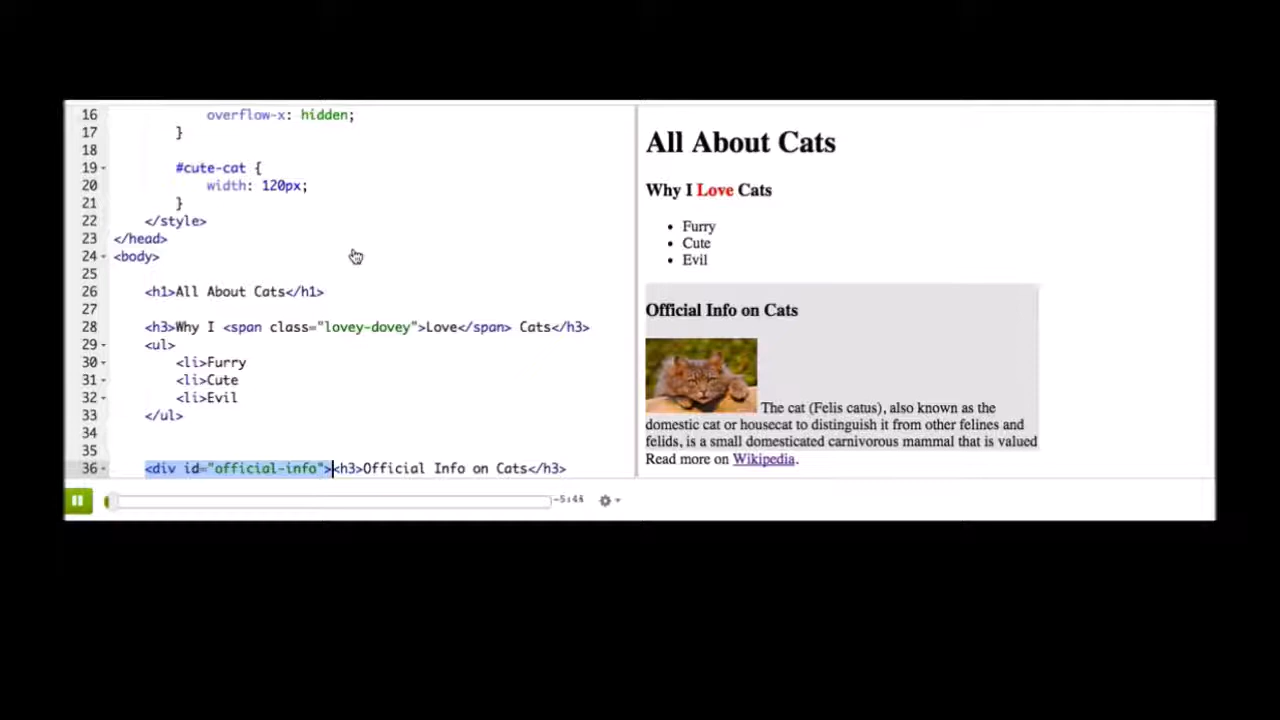 16 overflow-x: hidden;
17 }
18
19 #cute-cat {
20 width: 120px;
21 }
22 </style>
23 </head>
24 <body>
25
26 <h1>All About Cats</h1>
27
28 <h3>Why I <span class="lovey-dovey">Love</span> Cats</h3>
29 <ul>
30 <li>Furry
31 <li>Cute
32 <li>Evil
33 </ul>
34
35
36 <div id="official-info"><h3>Official Info on Cats</h3>
-5:44
All About Cats
Why I Love Cats
Furry
Cute
Evil
Official Info on Cats
The cat (Felis catus), also known as the
domestic cat or housecat to distinguish it from other felines and
felids, is a small domesticated carnivorous mammal that is valued
Read more on Wikipedia.